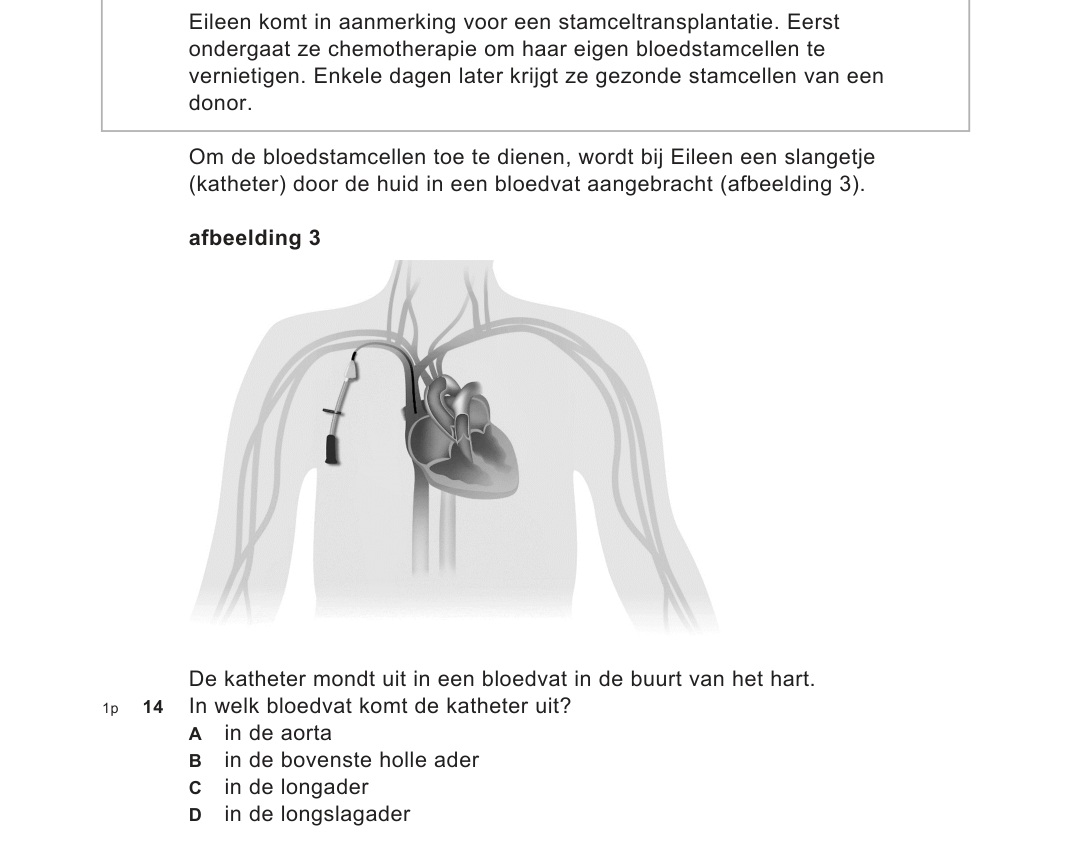 Eileen komt in aanmerking voor een stamceltransplantatie. Eerst
ondergaat ze chemotherapie om haar eigen bloedstamcellen te
vernietigen. Enkele dagen later krijgt ze gezonde stamcellen van een
donor.
Om de bloedstamcellen toe te dienen, wordt bij Eileen een slangetje
(katheter) door de huid in een bloedvat aangebracht (afbeelding 3).
afbeelding 3
De katheter mondt uit in een bloedvat in de buurt van het hart.
1p 14 In welk bloedvat komt de katheter uit?
A in de aorta
B in de bovenste holle ader
C in de longader
D in de longslagader